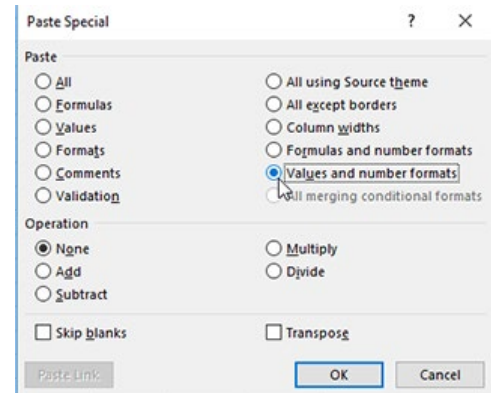 Paste Special ? ×
Paste
All
Formulas
Values
Formats
Comments
Validation
All using Source theme
All except borders
Column widths
Formulas and number formats
Values and number formats
All merging conditional formats
Operation
None
Add
Subtract
Multiply
Divide
Skip blanks
Transpose
Paste Link
OK
Cancel